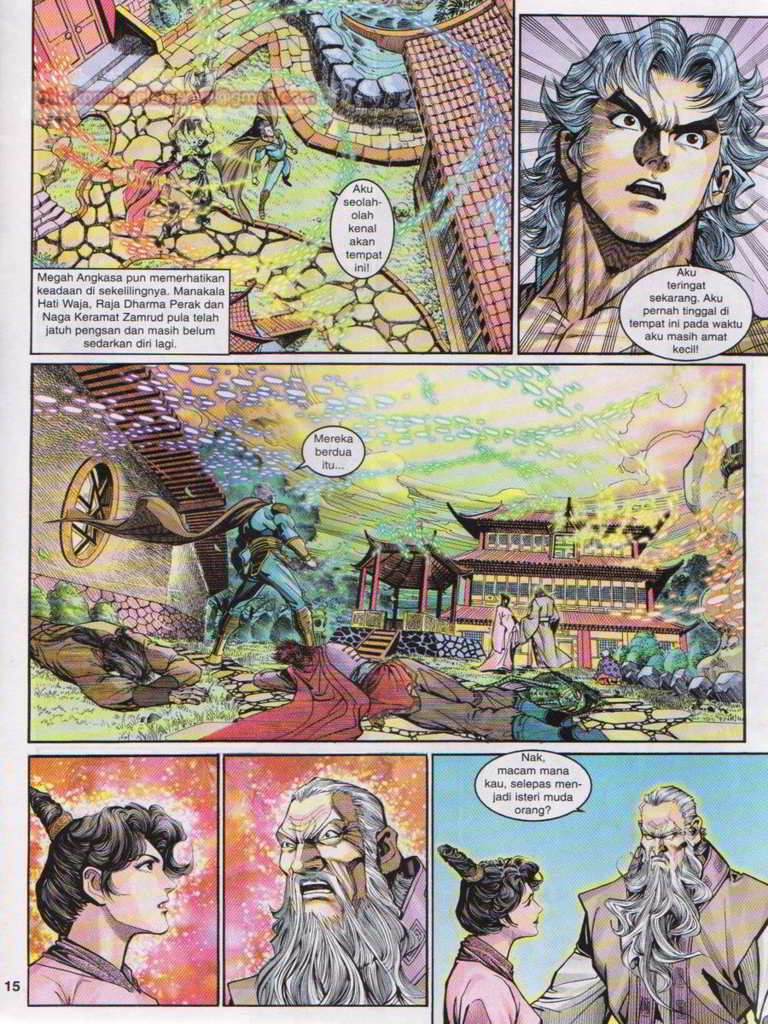 Aku
seolah-
olah
kenal
akan
tempat
ini!
Megah Angkasa pun memerhatikan
keadaan di sekelilingnya. Manakala
Hati Waja, Raja Dharma Perak dan
Naga Keramat Zamrud pula telah
jatuh pengsan dan masih belum
sedarkan diri lagi.
Aku
teringat
sekarang. Aku
pernah tinggal di
tempat ini pada waktu
aku masih amat
kecil!
Mereka
berdua
itu...
Nak,
macam mana
kau, selepas men-
jadi isteri muda
orang?
15